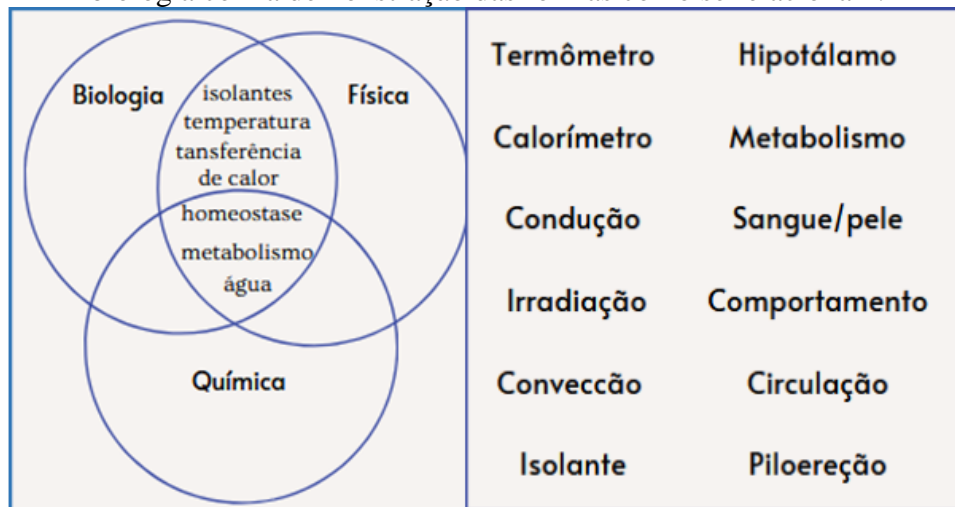 Biologia
Física
isolantes
temperatura
tansferência
de calor
homeostase
metabolismo
água
Química
Termômetro Hipotálamo
Calorímetro Metabolismo
Condução Sangue/pele
Irradiação Comportamento
Conveccão Circulação
Isolante Piloereção